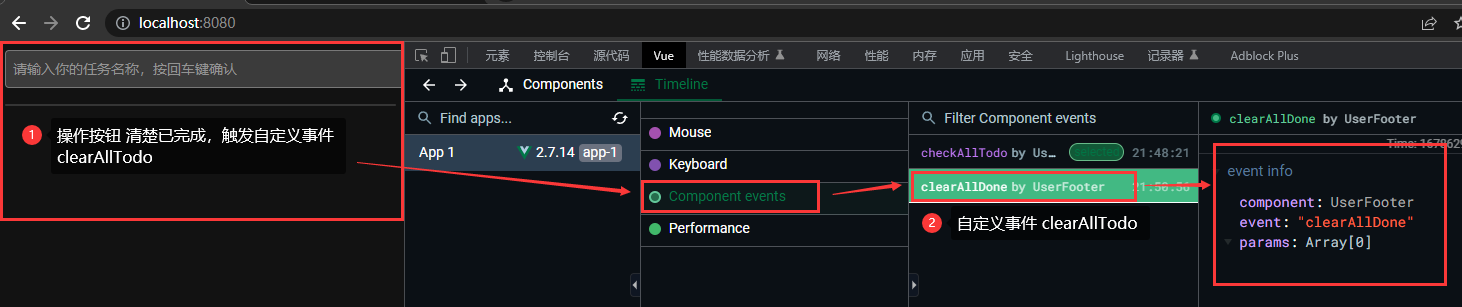 localhost:8080
请输入你的任务名称，按回车键确认
1 操作按钮 清楚已完成，触发自定义事件
clearAllTodo
元素 控制台 源代码 Vue 性能数据分析 网络 性能 内存 应用 安全 Lighthouse 记录器 Adblock Plus
Components Timeline
Find apps...
App 1 2.7.14 app-1
Mouse
Keyboard
Component events
Performance
Filter Component events
checkAllTodo by Us… selected 21:48:21
clearAllDone by UserFooter
2 自定义事件 clearAllTodo
clearAllDone by UserFooter
event info
component: UserFooter
event: "clearAllDone"
params: Array[0]